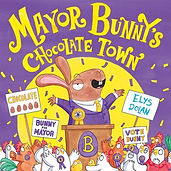 MAYOR BUNNY'S
CHOCOLATE TOWN
CHOCOLATE
ELYS
DOLAN
BUNNY
for MAYOR
B
VOTE
BUNNY